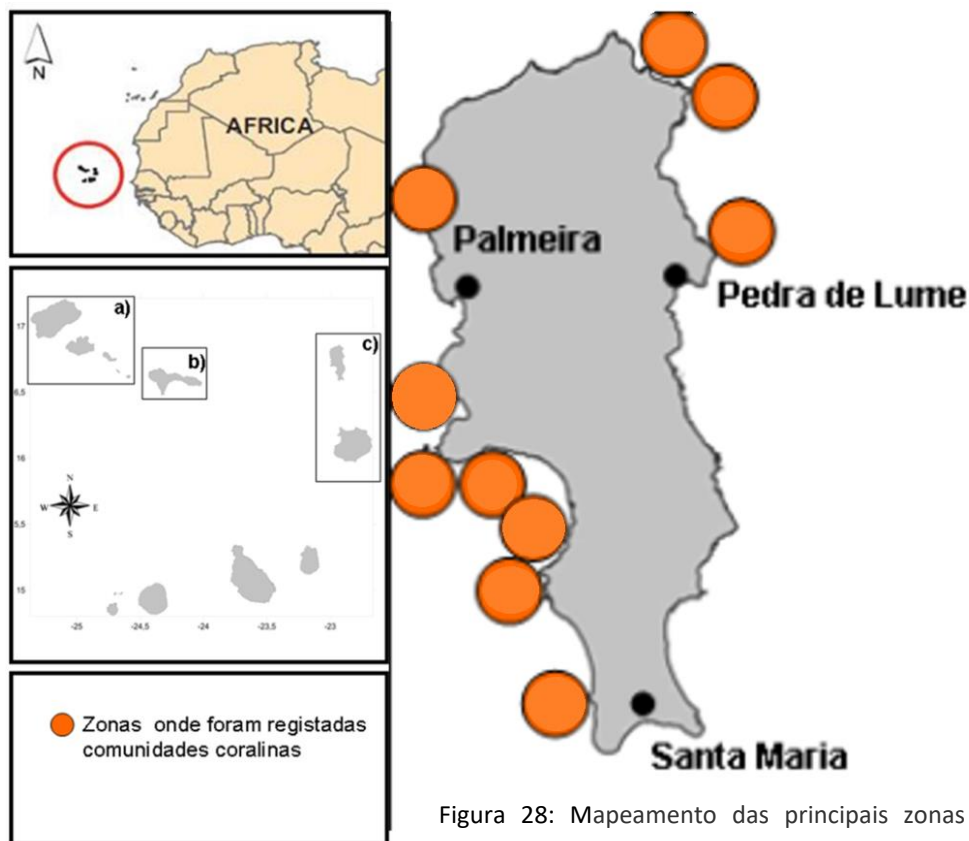 N
AFRICA
a)
b)
c)
17
6,5
16
5,5
15
N
W E
S
-25 -24,5 -24 -23,5 -23
Zonas onde foram registadas
comunidades coralinas
Palmeira
Pedra de Lume
Santa Maria
Figura 28: Mapeamento das principais zonas